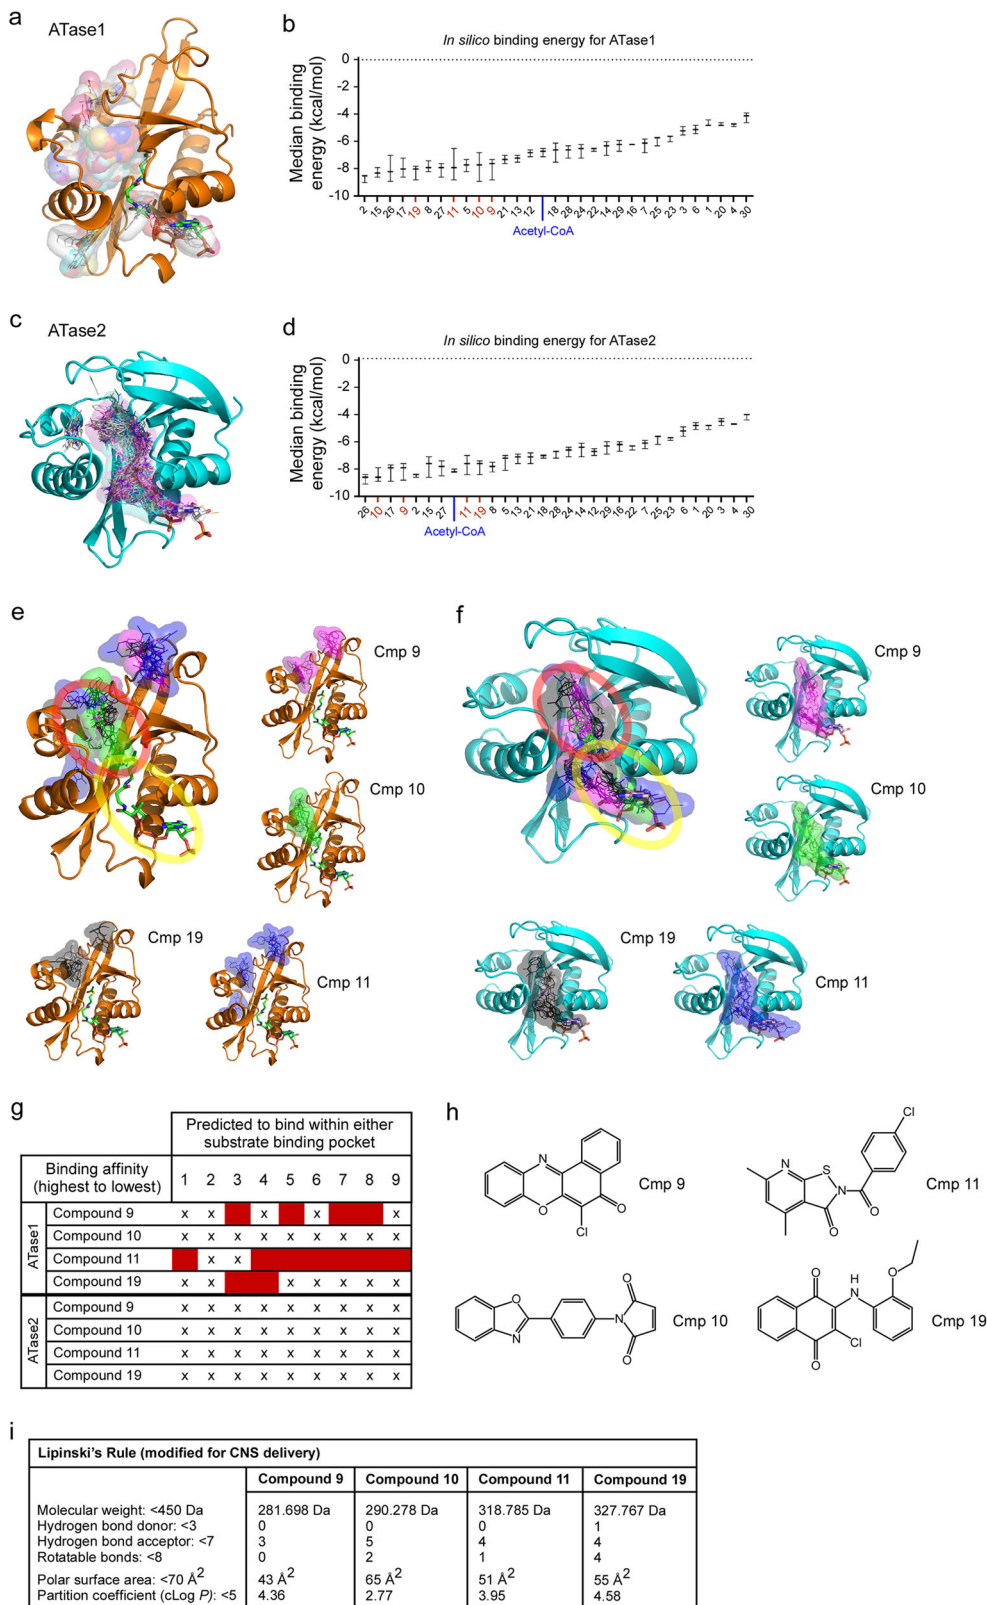 a
ATase1
b
In silico binding energy for ATase1
Median binding
energy (kcal/mol)
0
-2
-4
-6
-8
-10
2 15 26 17 19 8 27 11 5 10 9 21 13 12 18 28 24 22 14 29 16 7 25 23 3 6 1 20 4 30
Acetyl-CoA
c
ATase2
d
In silico binding energy for ATase2
Median binding
energy (kcal/mol)
0
-2
-4
-6
-8
-10
26 10 17 9 2 15 27 11 19 8 5 13 21 18 28 24 14 12 29 16 22 7 25 23 6 1 20 3 4 30
Acetyl-CoA
e
Cmp 9
Cmp 10
Cmp 19
Cmp 11
f
Cmp 9
Cmp 10
Cmp 19
Cmp 11
g
Predicted to bind within either
substrate binding pocket
Binding affinity
(highest to lowest)
1 2 3 4 5 6 7 8 9
ATase1
Compound 9 x x x x x
Compound 10 x x x x x x x x x
Compound 11 x x
Compound 19 x x x x x x x
ATase2
Compound 9 x x x x x x x x x
Compound 10 x x x x x x x x x
Compound 11 x x x x x x x x x
Compound 19 x x x x x x x x x
h
N
O
O
Cl
Cmp 9
Cl
N
S
N
O
O
Cmp 11
O
N
N
O
O
Cmp 10
O
O
H
N
Cl
O
Cmp 19
i
Lipinski's Rule (modified for CNS delivery)
Compound 9 Compound 10 Compound 11 Compound 19
Molecular weight: <450 Da 281.698 Da 290.278 Da 318.785 Da 327.767 Da
Hydrogen bond donor: <3 0 0 0 1
Hydrogen bond acceptor: <7 3 5 4 4
Rotatable bonds: <8 0 2 1 4
Polar surface area: <70 Å² 43 Å² 65 Å² 51 Å² 55 Å²
Partition coefficient (cLog P): <5 4.36 2.77 3.95 4.58